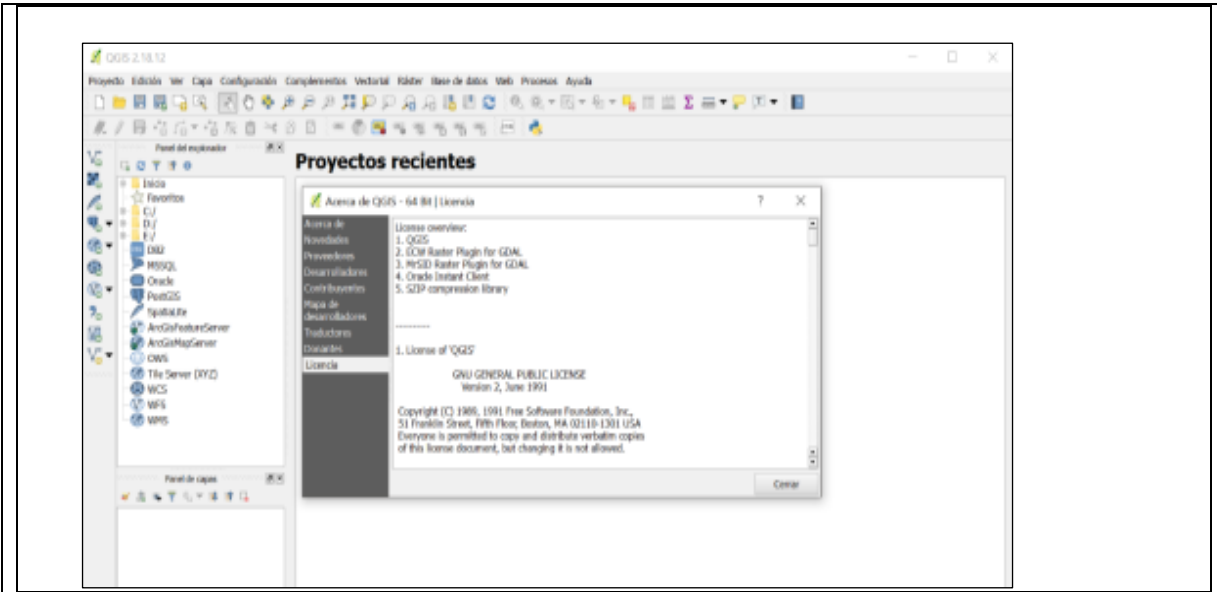 QGIS 2.18.12
Proyecto Edición Ver Capa Configuración Complementos Vectorial Ráster Base de datos Web Procesos Ayuda
Panel del explorador
Inicio
Favoritos
C:/
D:/
E:/
DB2
MSSQL
Oracle
PostGIS
SpatiaLite
ArcGisFeatureServer
ArcGisMapServer
OWS
Tile Server (XYZ)
WCS
WFS
WMS
Panel de capas
Proyectos recientes
Acerca de QGIS - 64 Bit | Licencia
Acerca de
Novedades
Proveedores
Desarrolladores
Contribuyentes
Mapa de
desarrolladores
Traductores
Donantes
Licencia
License overview:
1. QGIS
2. ECW Raster Plugin for GDAL
3. MrSID Raster Plugin for GDAL
4. Oracle Instant Client
5. SZIP compression library
----------
1. License of 'QGIS'
GNU GENERAL PUBLIC LICENSE
Version 2, June 1991
Copyright (C) 1989, 1991 Free Software Foundation, Inc.,
51 Franklin Street, Fifth Floor, Boston, MA 02110-1301 USA
Everyone is permitted to copy and distribute verbatim copies
of this license document, but changing it is not allowed.
Cerrar